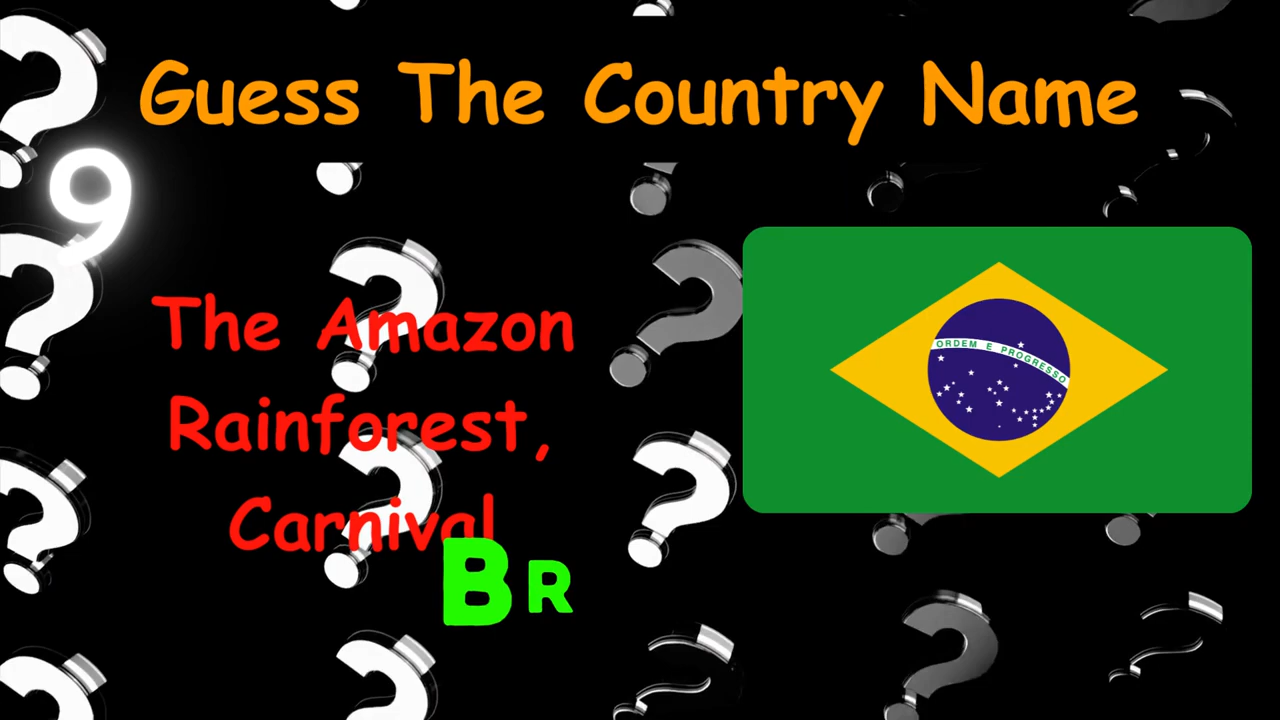 Guess The Country Name
9
The Amazon
Rainforest,
Carnival
BR
ORDEM E PROGRESSO